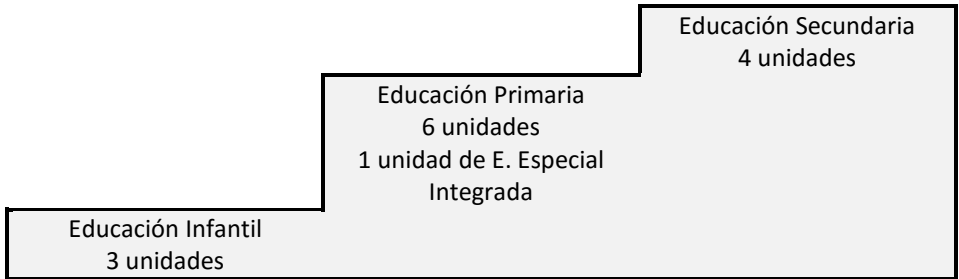 Educación Secundaria
4 unidades
Educación Primaria
6 unidades
1 unidad de E. Especial
Integrada
Educación Infantil
3 unidades